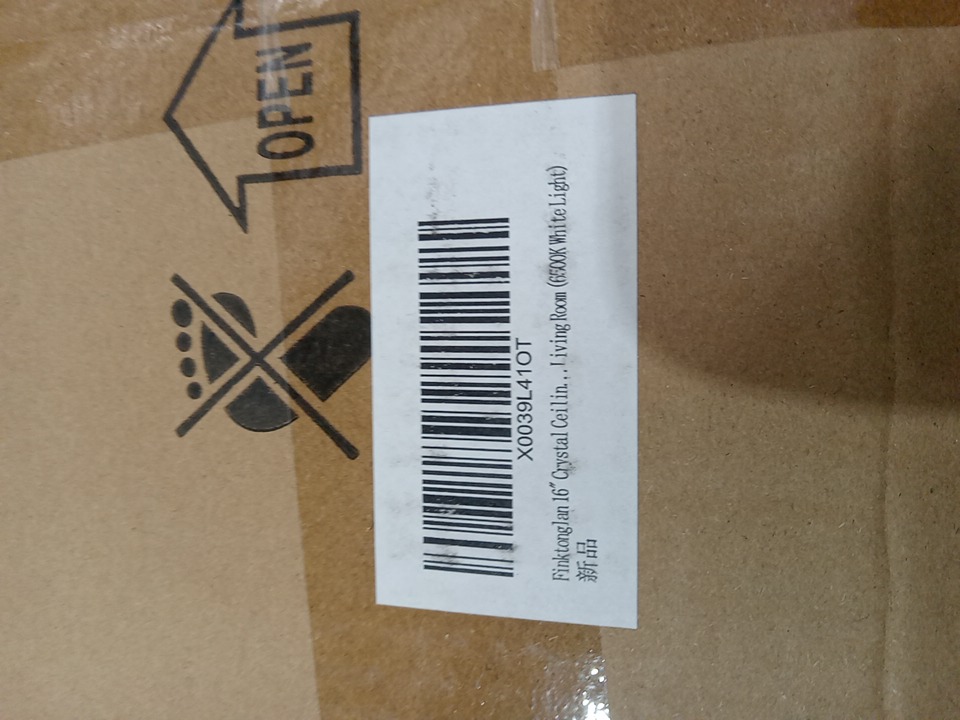 OPEN
X0039L41OT
Finktonglan 16" Crystal Ceilin...Living Room (6500K White Light)
新品